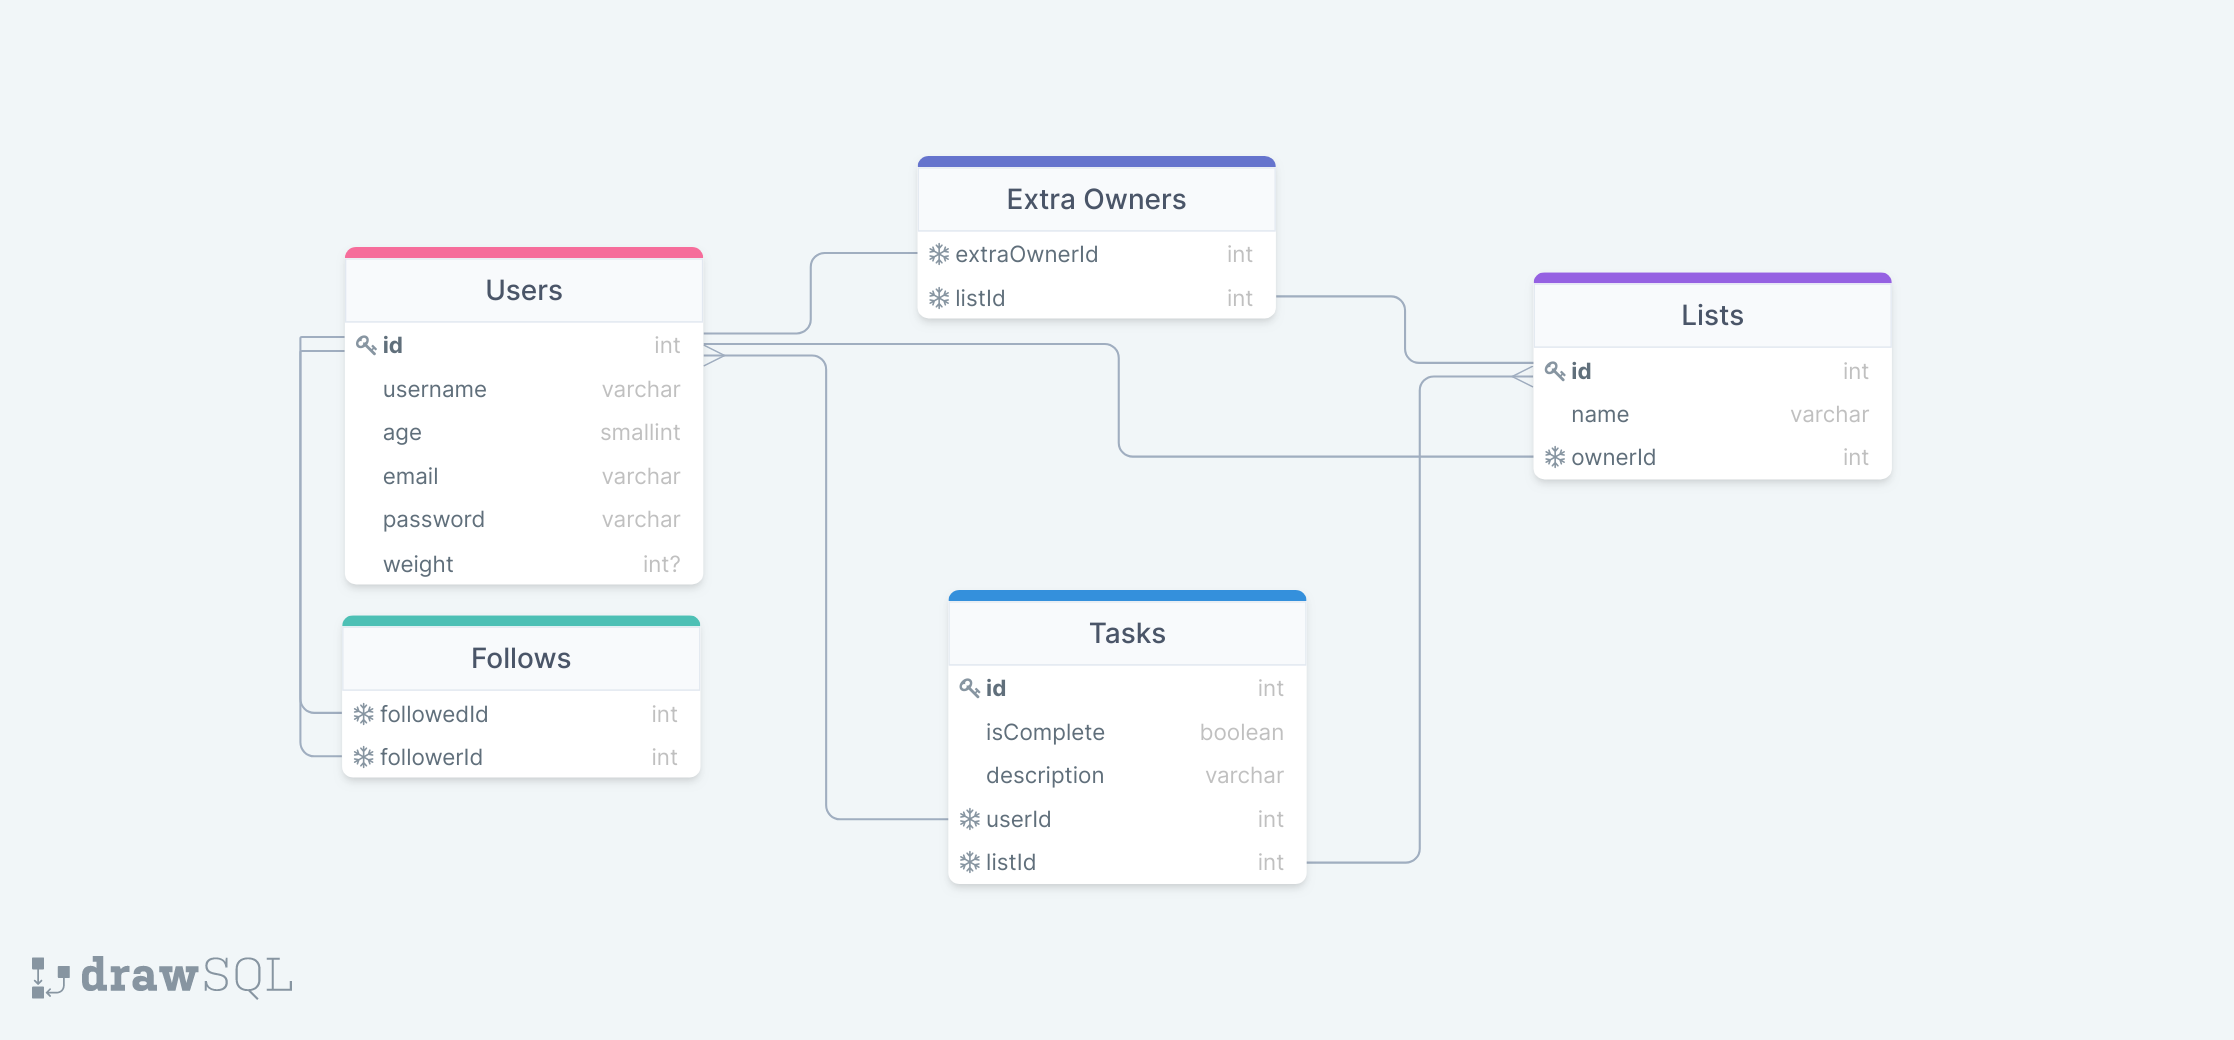 Extra Owners
extraOwnerId int
listId int
Users
id int
username varchar
age smallint
email varchar
password varchar
weight int?
Lists
id int
name varchar
ownerId int
Follows
followedId int
followerId int
Tasks
id int
isComplete boolean
description varchar
userId int
listId int
drawSQL